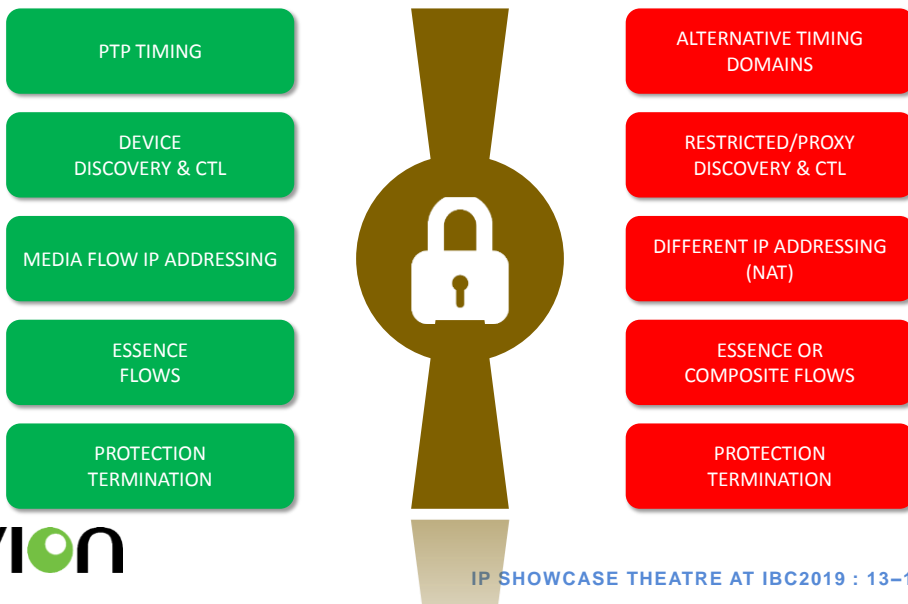 PTP TIMING
DEVICE
DISCOVERY & CTL
MEDIA FLOW IP ADDRESSING
ESSENCE
FLOWS
PROTECTION
TERMINATION
ALTERNATIVE TIMING
DOMAINS
RESTRICTED/PROXY
DISCOVERY & CTL
DIFFERENT IP ADDRESSING
(NAT)
ESSENCE OR
COMPOSITE FLOWS
PROTECTION
TERMINATION
IP SHOWCASE THEATRE AT IBC2019 : 13–1